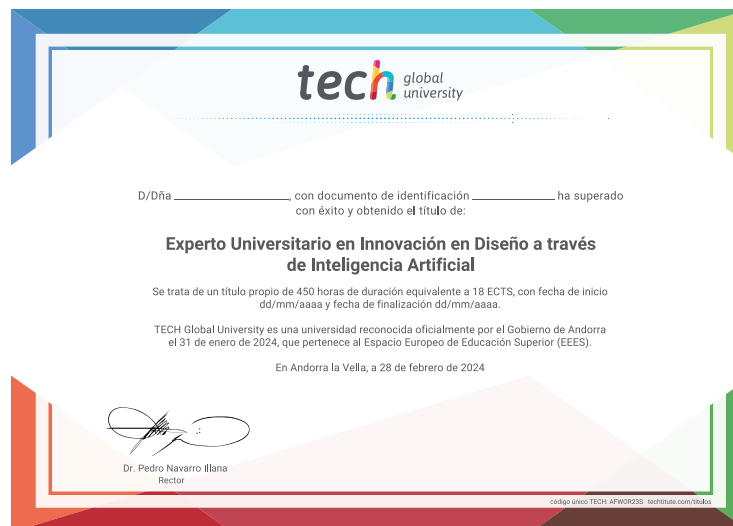 tech global university
D/Dña ____________________, con documento de identificación ______________ ha superado
con éxito y obtenido el título de:
Experto Universitario en Innovación en Diseño a través
de Inteligencia Artificial
Se trata de un título propio de 450 horas de duración equivalente a 18 ECTS, con fecha de inicio
dd/mm/aaaa y fecha de finalización dd/mm/aaaa.
TECH Global University es una universidad reconocida oficialmente por el Gobierno de Andorra
el 31 de enero de 2024, que pertenece al Espacio Europeo de Educación Superior (EEES).
En Andorra la Vella, a 28 de febrero de 2024
Dr. Pedro Navarro Illana
Rector
código único TECH: AFWOR23S techtitute.com/titulos